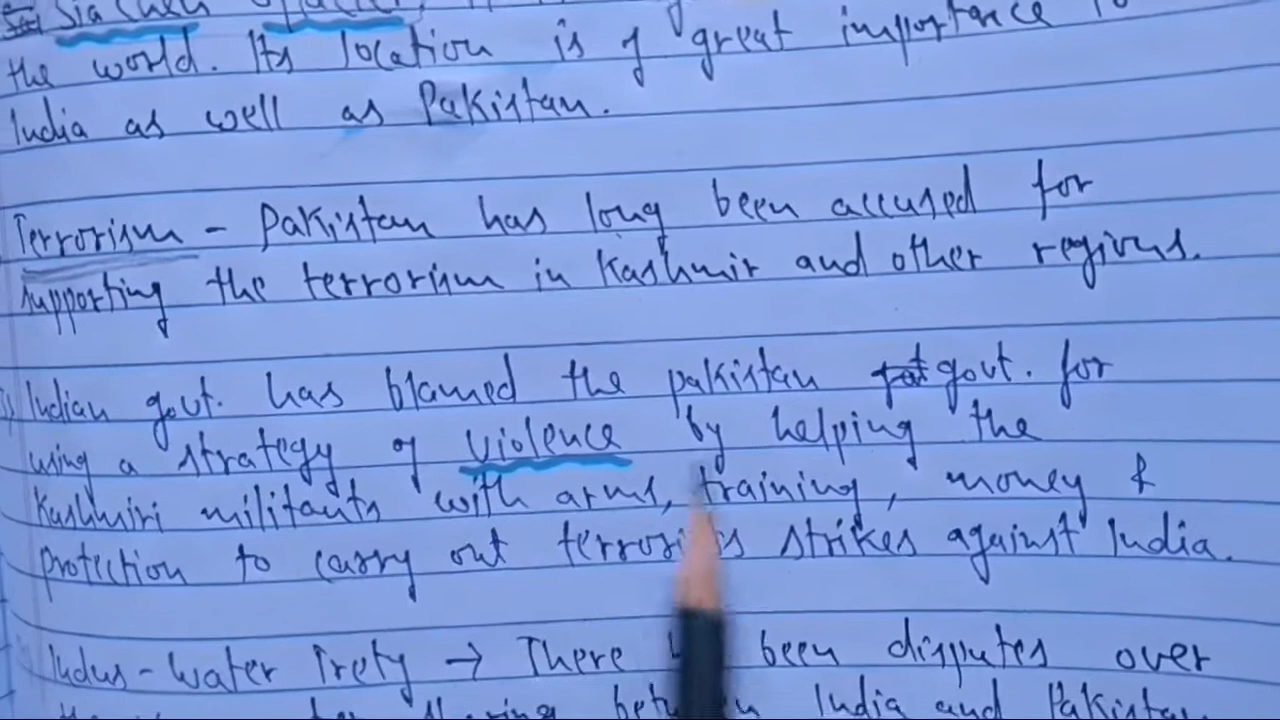 Siachen Glacier
the world. Its location is of great importance to
India as well as Pakistan.
Terrorism - Pakistan has long been accused for
supporting the terrorism in Kashmir and other regions.
Indian govt. has blamed the pakistan govt. for
using a strategy of violence by helping the
Kashmiri militants with arms, training, money &
protection to carry out terrorists strikes against India.
Indus-Water Trety → There been disputes over
India and Pakistan